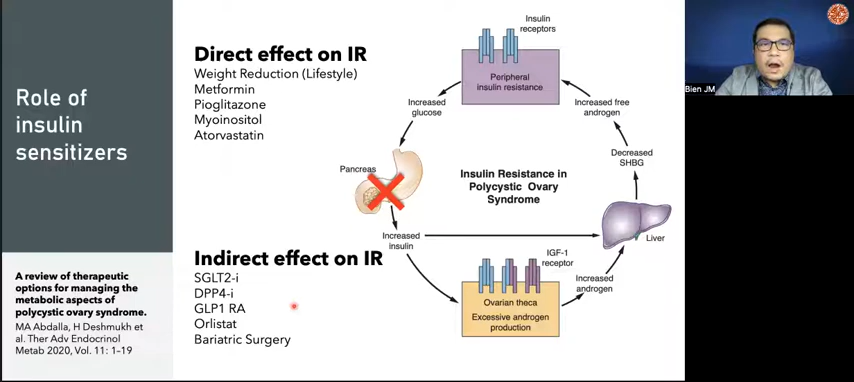 Role of
insulin
sensitizers
A review of therapeutic
options for managing the
metabolic aspects of
polycystic ovary syndrome.
MA Abdalla, H Deshmukh et
al. Ther Adv Endocrinol
Metab 2020, Vol. 11: 1–19
Direct effect on IR
Weight Reduction (Lifestyle)
Metformin
Pioglitazone
Myoinositol
Atorvastatin
Indirect effect on IR
SGLT2-i
DPP4-i
GLP1 RA
Orlistat
Bariatric Surgery
Insulin
receptors
Peripheral
insulin resistance
Increased
glucose
Increased free
androgen
Decreased
SHBG
Pancreas
Insulin Resistance in
Polycystic Ovary
Syndrome
Liver
Increased
insulin
IGF-1
receptor
Increased
androgen
Ovarian theca
Excessive androgen
production
Bien JM